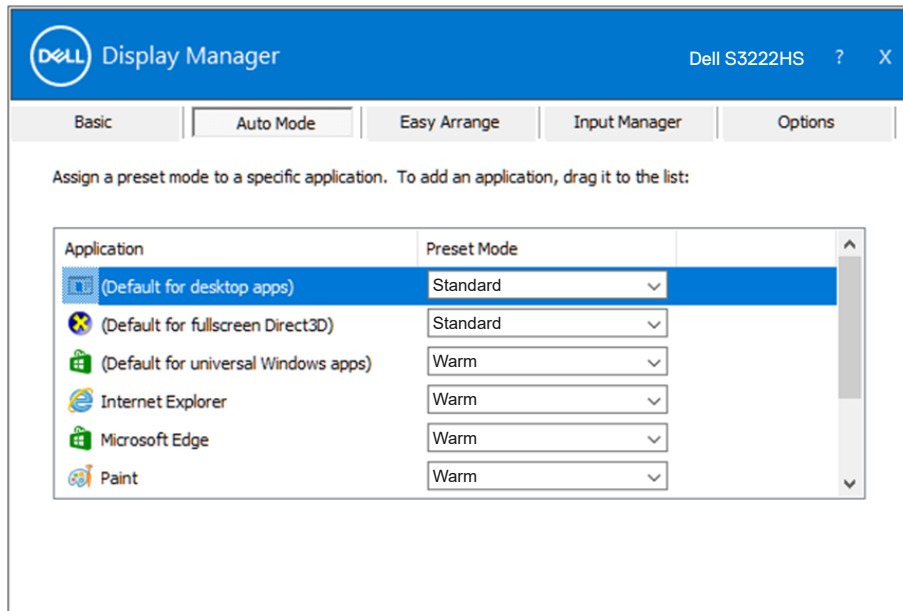 DELL Display Manager Dell S3222HS ? X
Basic Auto Mode Easy Arrange Input Manager Options
Assign a preset mode to a specific application. To add an application, drag it to the list:
Application Preset Mode
(Default for desktop apps) Standard
(Default for fullscreen Direct3D) Standard
(Default for universal Windows apps) Warm
Internet Explorer Warm
Microsoft Edge Warm
Paint Warm